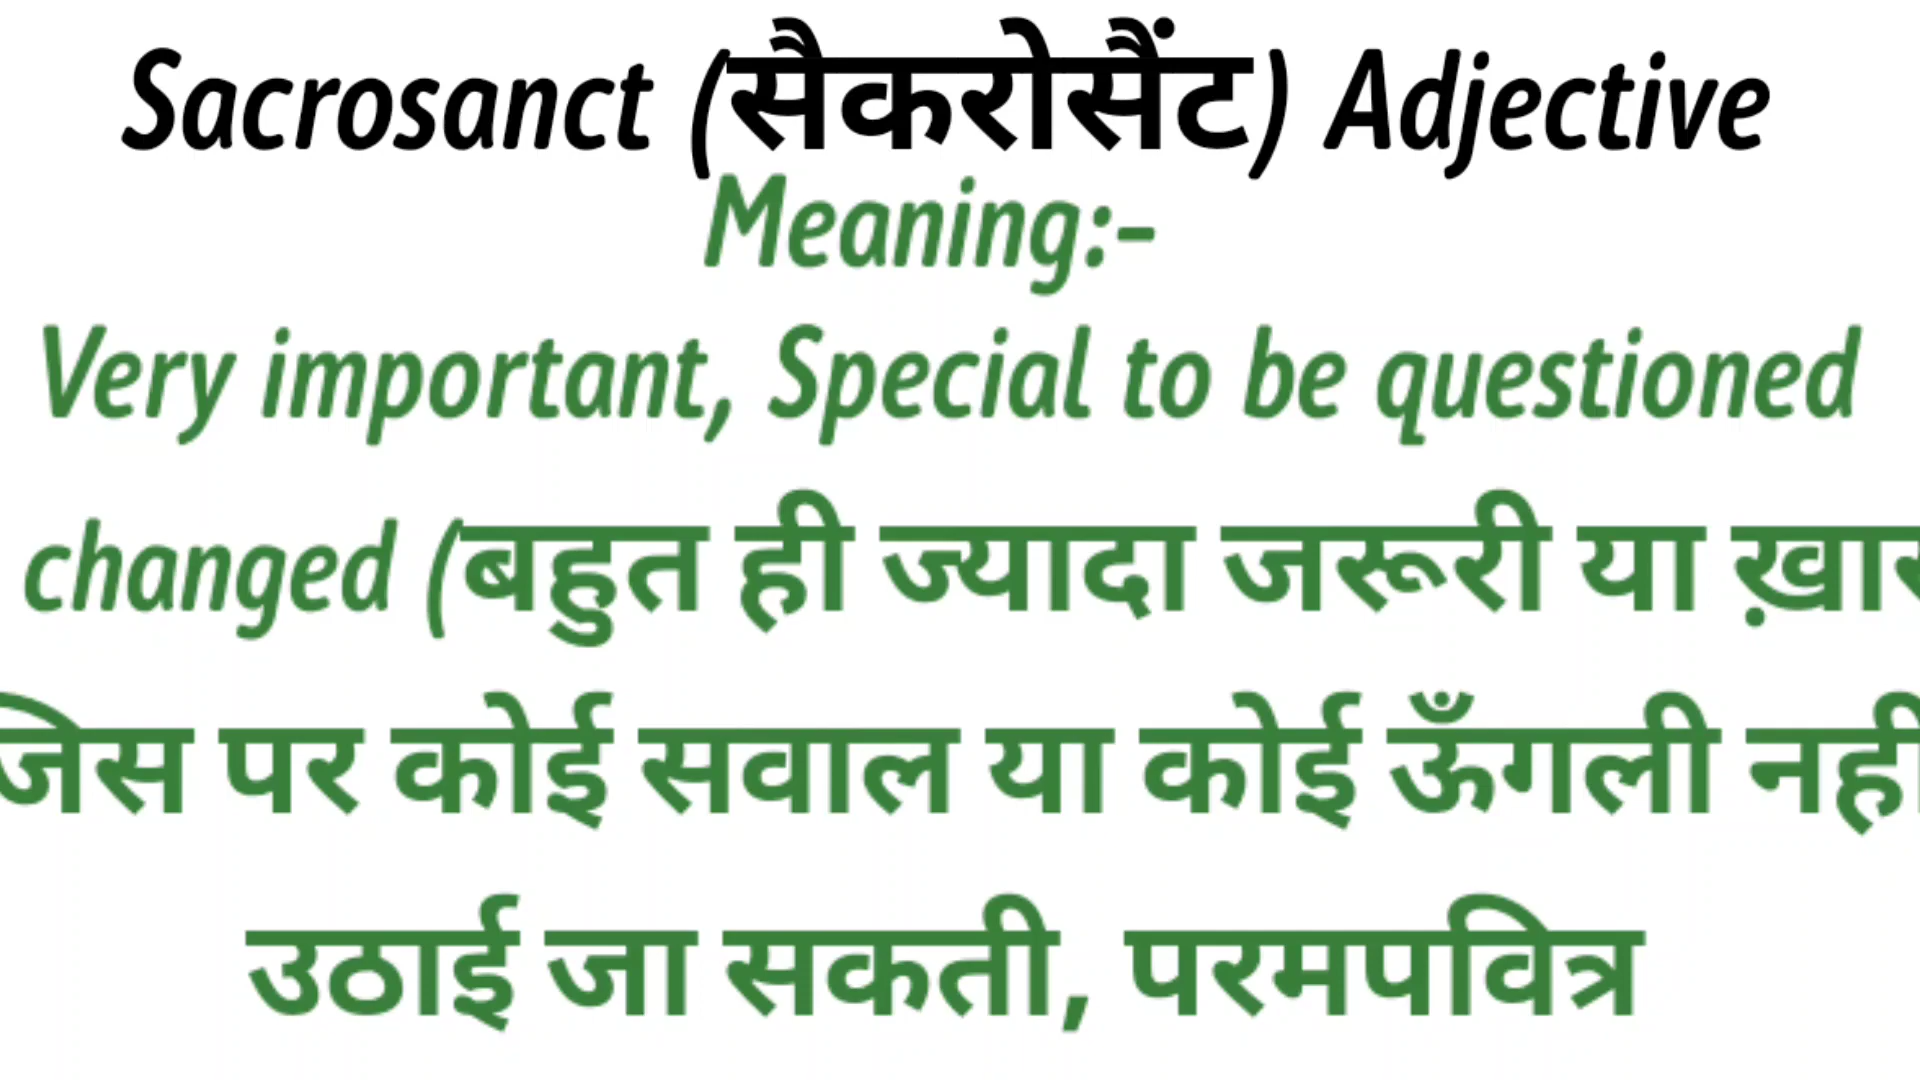 Sacrosanct (सैकरोसैंट) Adjective
Meaning:-
Very important, Special to be questioned
changed (बहुत ही ज्यादा जरूरी या
जिस पर कोई सवाल या कोई ऊँगली
उठाई जा सकती, परमपवित्र